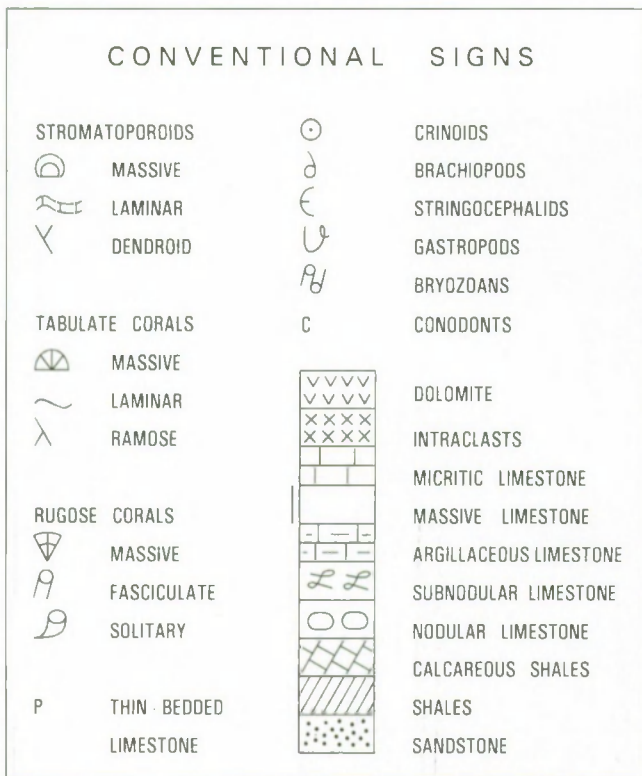 CONVENTIONAL SIGNS
STROMATOPOROIDS
MASSIVE
LAMINAR
DENDROID
TABULATE CORALS
MASSIVE
LAMINAR
RAMOSE
RUGOSE CORALS
MASSIVE
FASCICULATE
SOLITARY
P THIN-BEDDED
LIMESTONE
CRINOIDS
BRACHIOPODS
STRINGOCEPHALIDS
GASTROPODS
BRYOZOANS
C CONODONTS
DOLOMITE
INTRACLASTS
MICRITIC LIMESTONE
MASSIVE LIMESTONE
ARGILLACEOUS LIMESTONE
SUBNODULAR LIMESTONE
NODULAR LIMESTONE
CALCAREOUS SHALES
SHALES
SANDSTONE